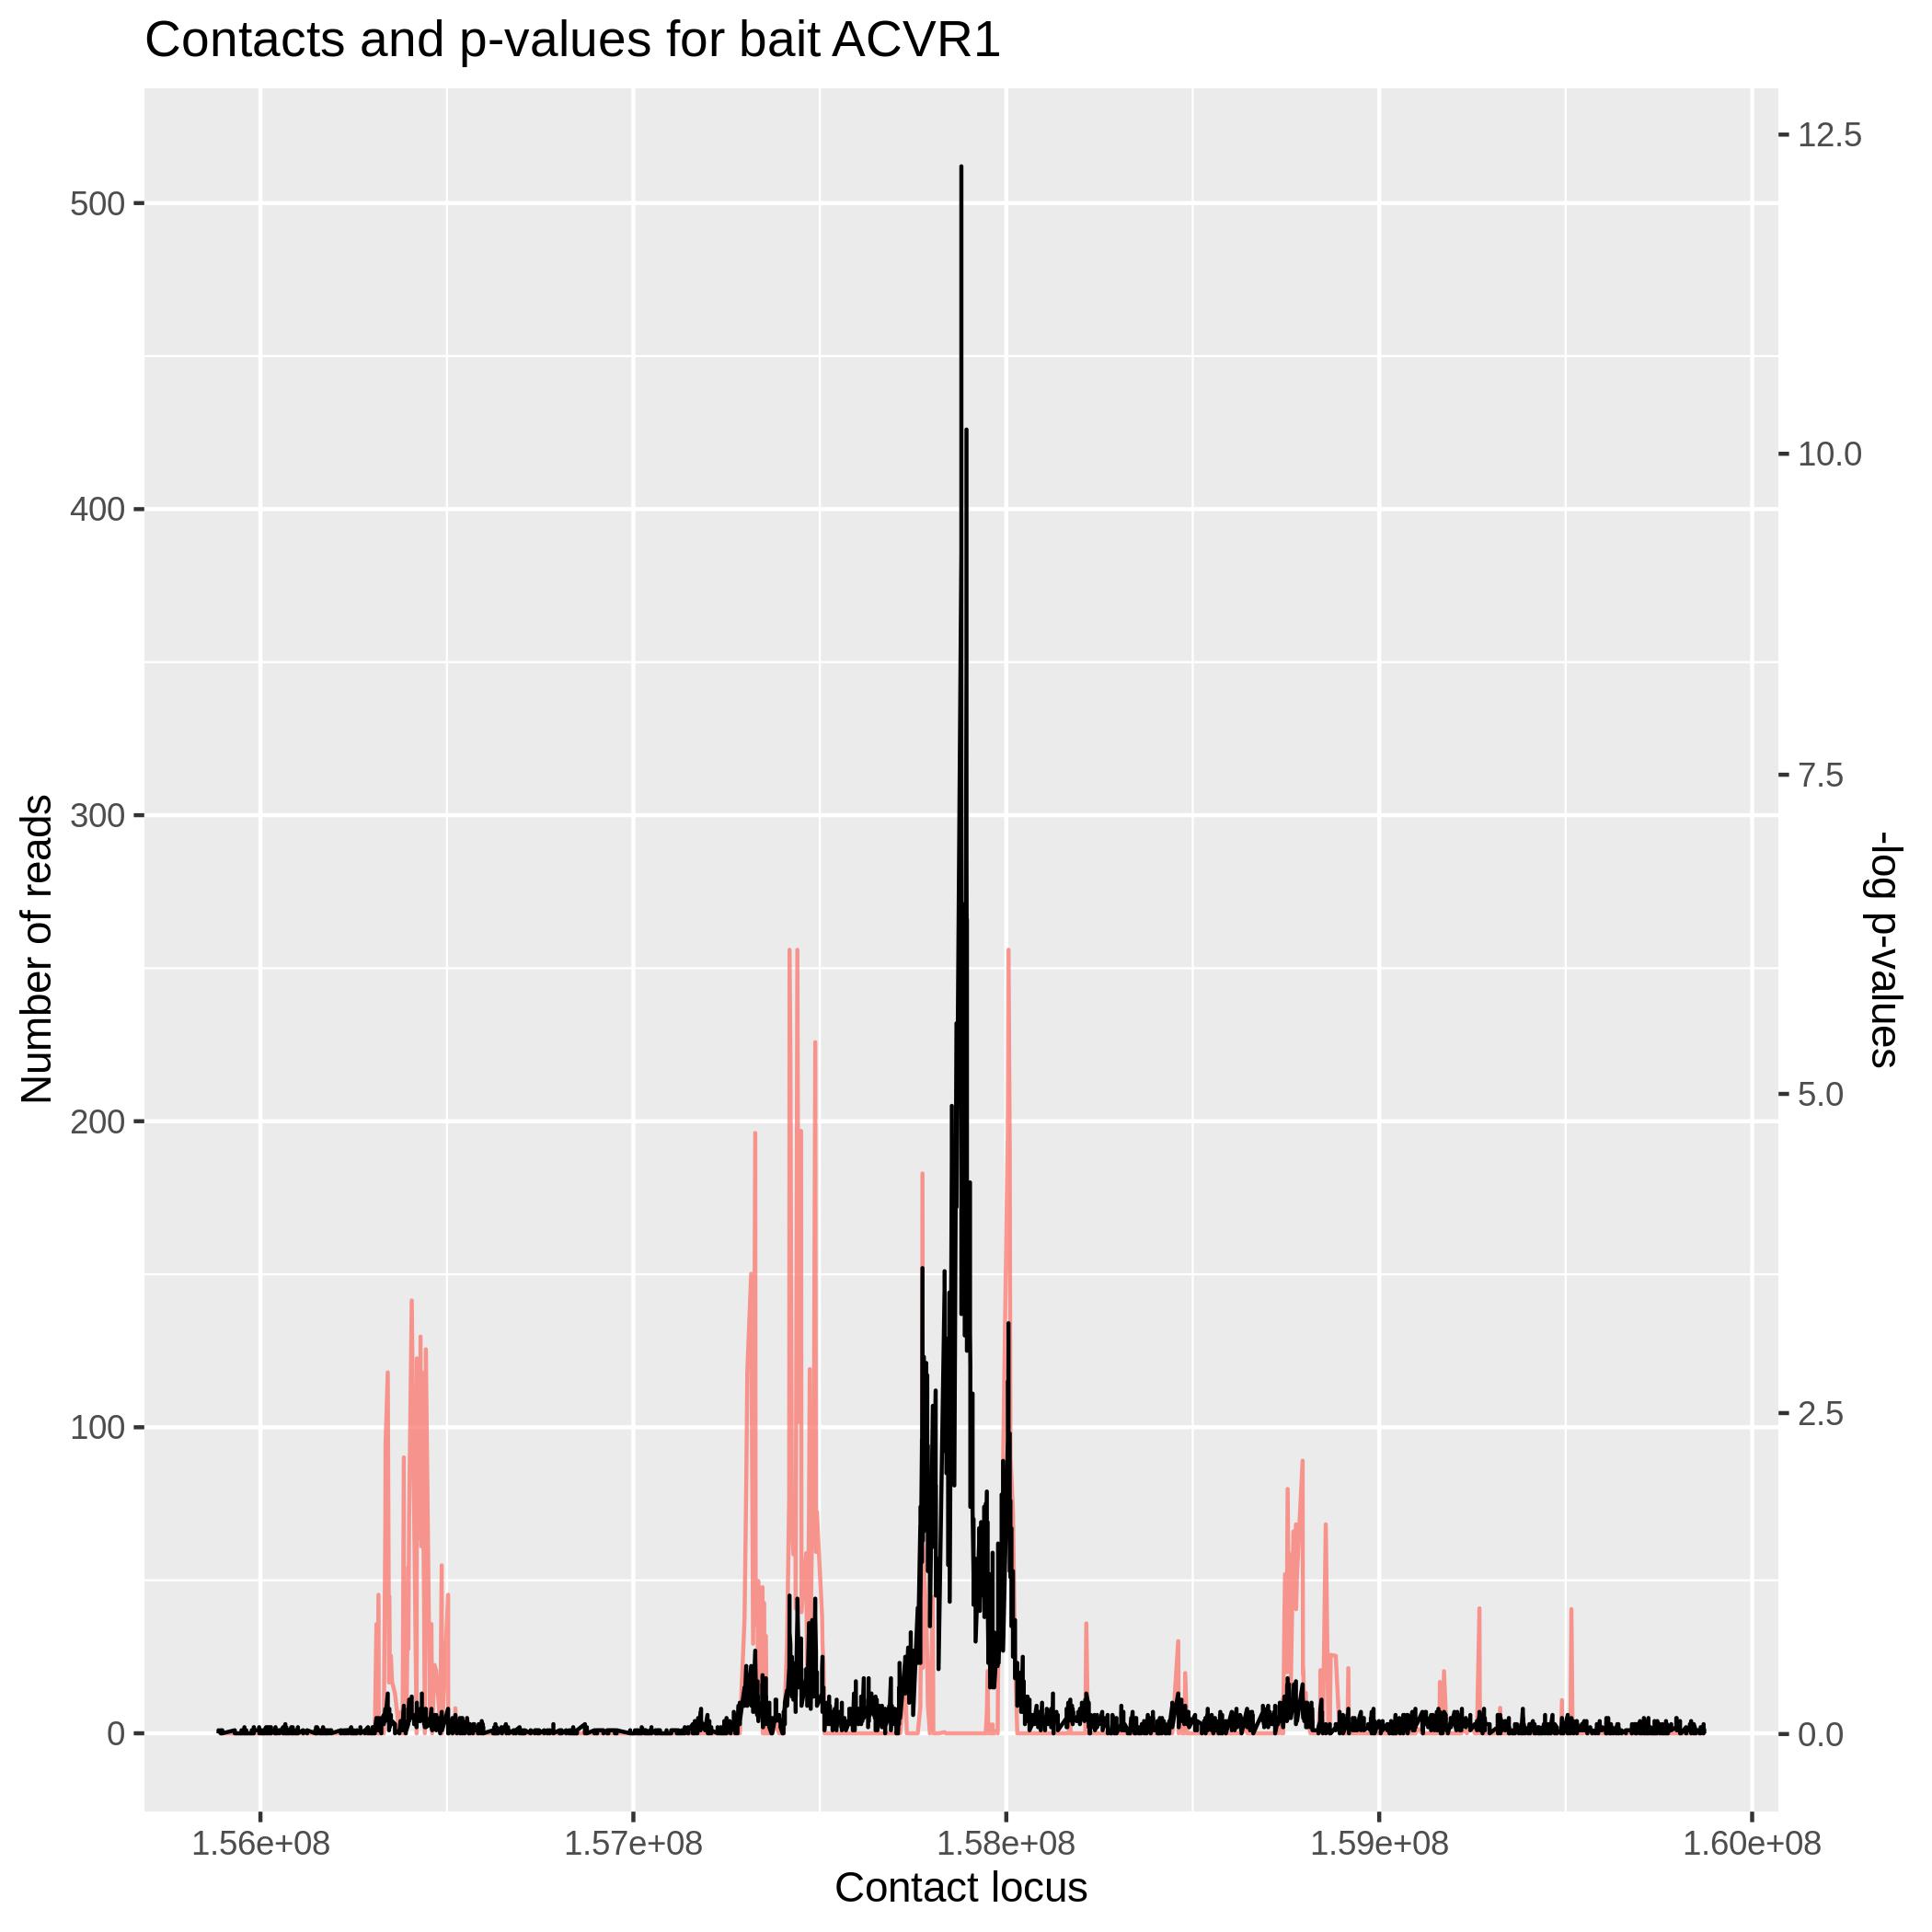 Contacts and p-values for bait ACVR1
Number of reads
500
400
300
200
100
0
12.5
10.0
7.5
5.0
2.5
0.0
-log p-values
1.56e+08
1.57e+08
1.58e+08
1.59e+08
1.60e+08
Contact locus